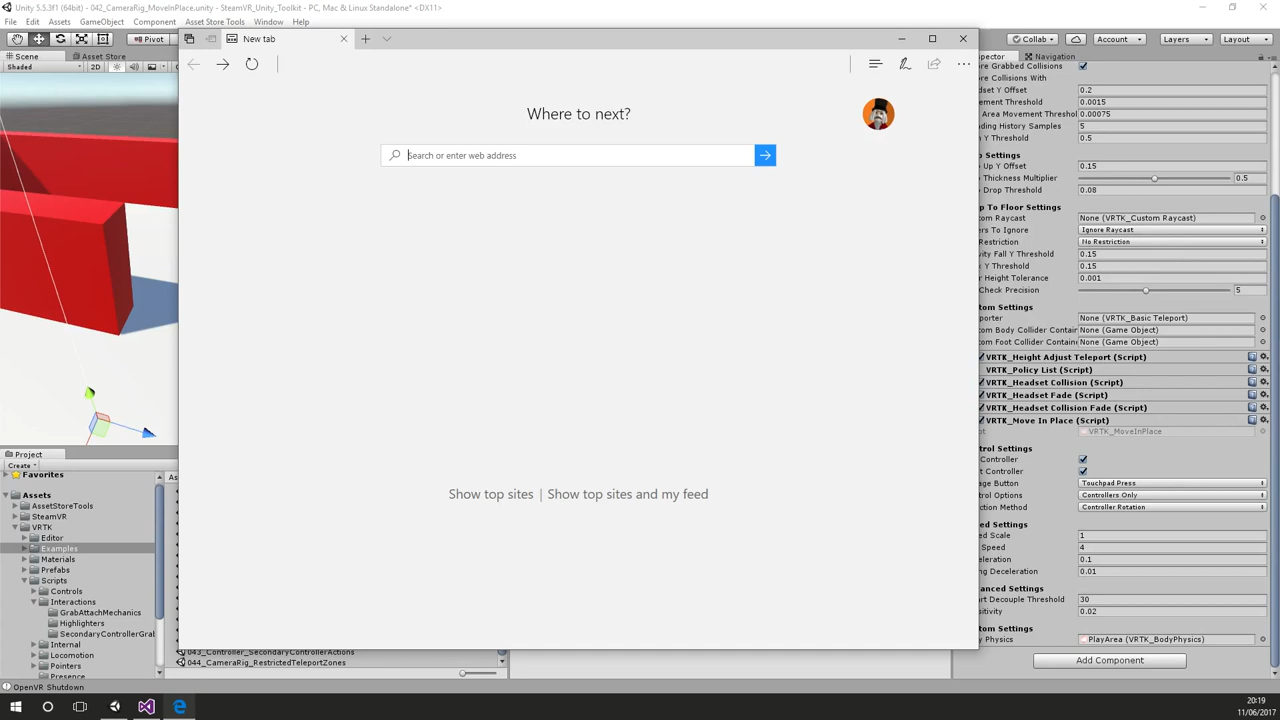 Unity 5.5.3f1 (64bit) - 042_CameraRig_MoveInPlace.unity - SteamVR_Unity_Toolkit - PC, Mac & Linux Standalone* <DX11>
File Edit Assets GameObject Component Asset Store Tools Window Help
Pivot
Collab
Account
Layers
Layout
New tab
Scene
Asset Store
Shaded
2D
Where to next?
Search or enter web address
Show top sites | Show top sites and my feed
Navigation
Grabbed Collisions
Collisions With
Y Offset 0.2
Threshold 0.0015
Area Movement 0.00075
History Samples 5
Y 0.5
Settings
Up Y Offset 0.15
Thickness Multiplier 0.5
Drop Threshold 0.08
To Floor Settings
Raycast None (VRTK_Custom Raycast)
To Ignore Ignore Raycast
Restriction No Restriction
Fall Y Threshold 0.15
Y Threshold 0.15
Height Tolerance 0.001
Check Precision 5
Settings
None (VRTK_Basic Teleport)
Body Collider None (Game Object)
Foot Collider None (Game Object)
VRTK_Height Adjust Teleport (Script)
VRTK_Policy List (Script)
VRTK_Headset Collision (Script)
VRTK_Headset Fade (Script)
VRTK_Headset Collision Fade (Script)
VRTK_Move In Place (Script)
VRTK_MoveInPlace
Settings
Controller
Controller
Button Touchpad Press
Options Controllers Only
Method Controller Rotation
Settings
Scale 1
Speed 4
0.1
Deceleration 0.01
Settings
Decouple Threshold 30
0.02
Settings
Physics PlayArea (VRTK_BodyPhysics)
Add Component
Project
Create
Favorites
Assets
AssetStoreTools
SteamVR
VRTK
Editor
Examples
Materials
Prefabs
Scripts
Controls
Interactions
GrabAttachMechanics
Highlighters
SecondaryControllerGrab
Internal
Locomotion
Pointers
Presence
043_Controller_SecondaryControllerActions
044_CameraRig_RestrictedTeleportZones
OpenVR Shutdown
20:19
11/06/2017